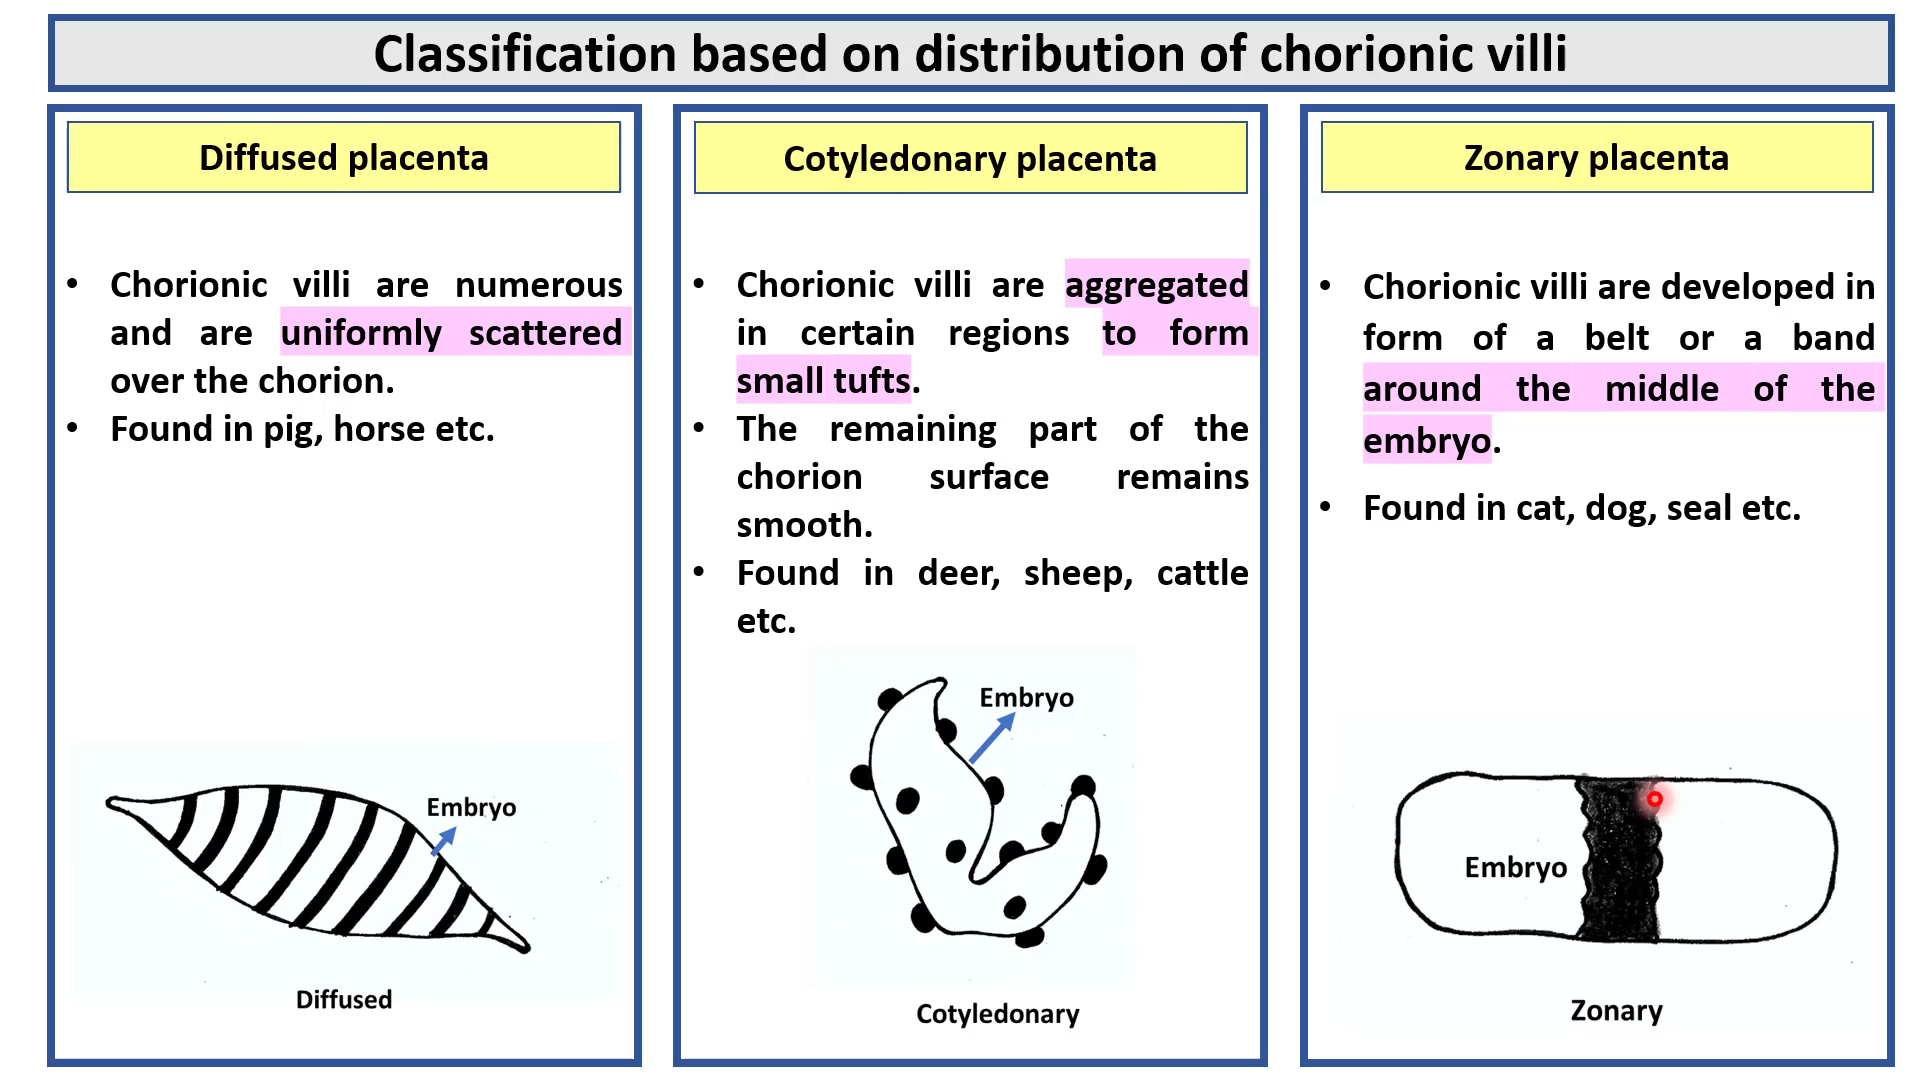 Classification based on distribution of chorionic villi
Diffused placenta
• Chorionic villi are numerous
and are uniformly scattered
over the chorion.
• Found in pig, horse etc.
Embryo
Diffused
Cotyledonary placenta
• Chorionic villi are aggregated
in certain regions to form
small tufts.
• The remaining part of the
chorion surface remains
smooth.
• Found in deer, sheep, cattle
etc.
Embryo
Cotyledonary
Zonary placenta
• Chorionic villi are developed in
form of a belt or a band
around the middle of the
embryo.
• Found in cat, dog, seal etc.
Embryo
Zonary